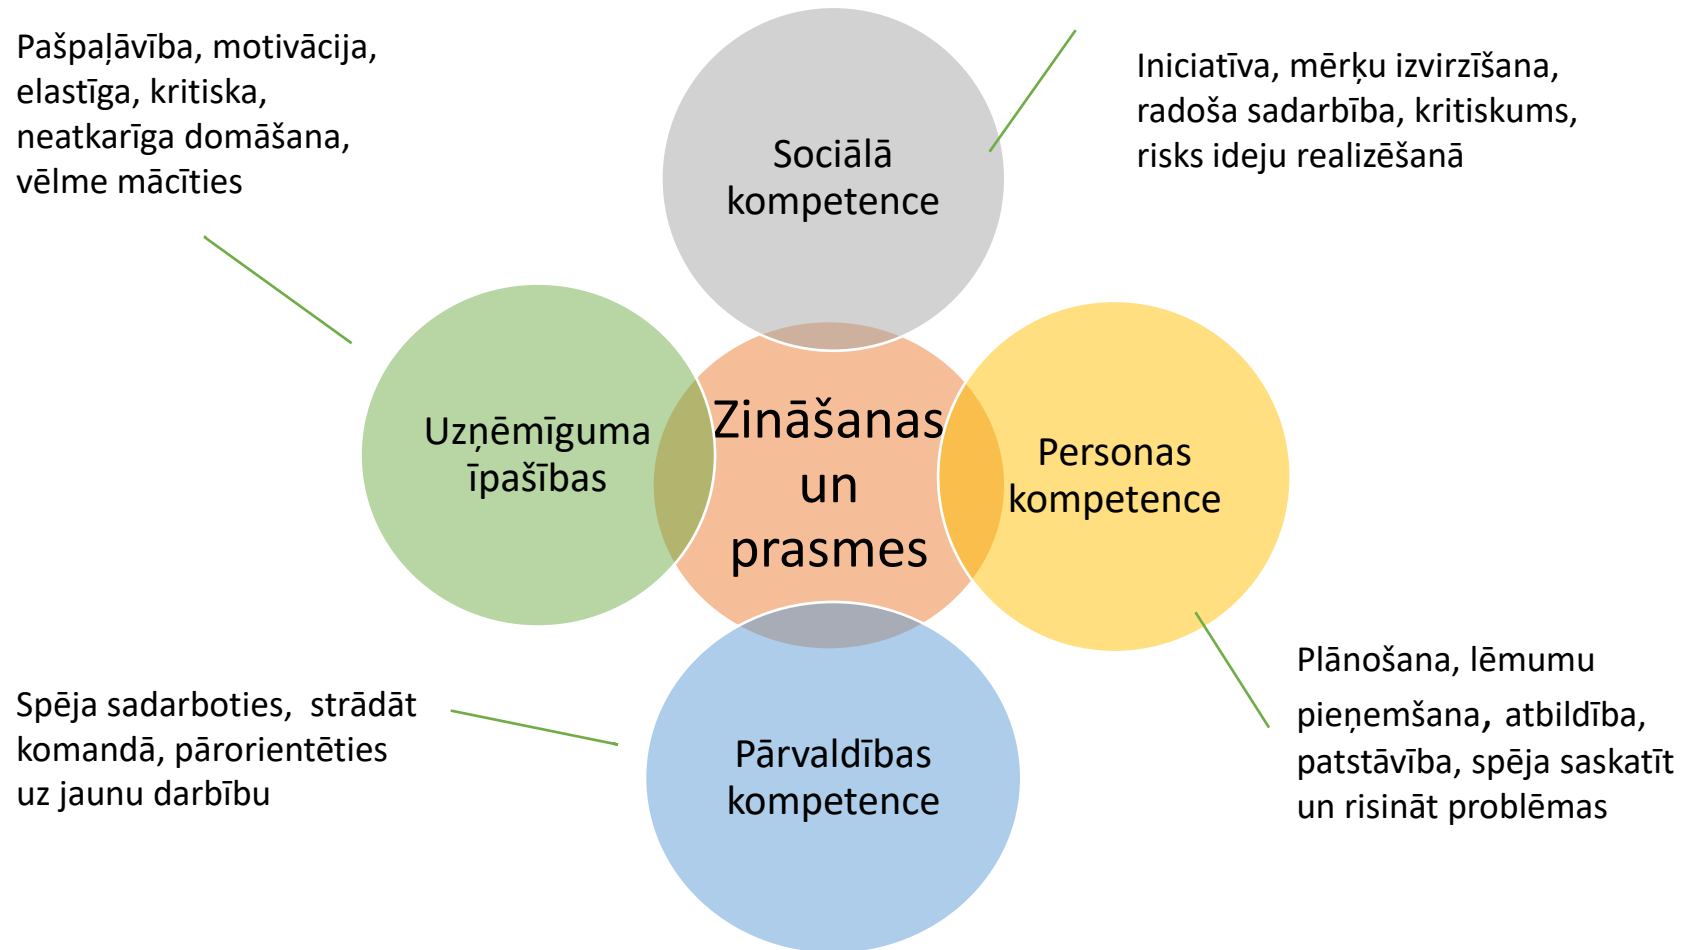 Pašpaļāvība, motivācija,
elastīga, kritiska,
neatkarīga domāšana,
vēlme mācīties
Sociālā
kompetence
Iniciatīva, mērķu izvirzīšana,
radoša sadarbība, kritiskums,
risks ideju realizēšanā
Uzņēmīguma
īpašības
Zināšanas
un
prasmes
Personas
kompetence
Spēja sadarboties, strādāt
komandā, pārorientēties
uz jaunu darbību
Pārvaldības
kompetence
Plānošana, lēmumu
pieņemšana, atbildība,
patstāvība, spēja saskatīt
un risināt problēmas